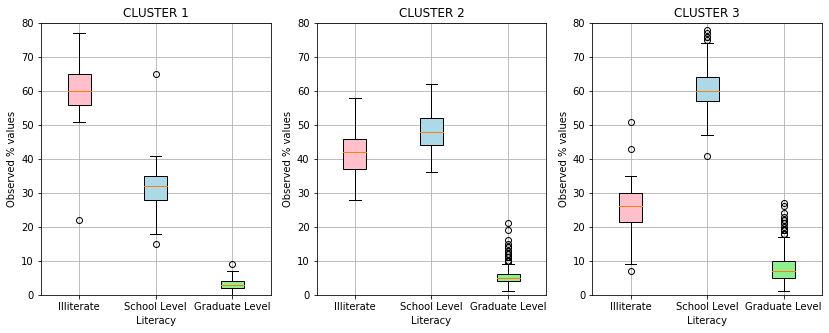 CLUSTER 1
80
70
60
50
40
30
20
10
0
Observed % values
Illiterate School Level Graduate Level
Literacy
CLUSTER 2
80
70
60
50
40
30
20
10
0
Observed % values
Illiterate School Level Graduate Level
Literacy
CLUSTER 3
80
70
60
50
40
30
20
10
0
Observed % values
Illiterate School Level Graduate Level
Literacy